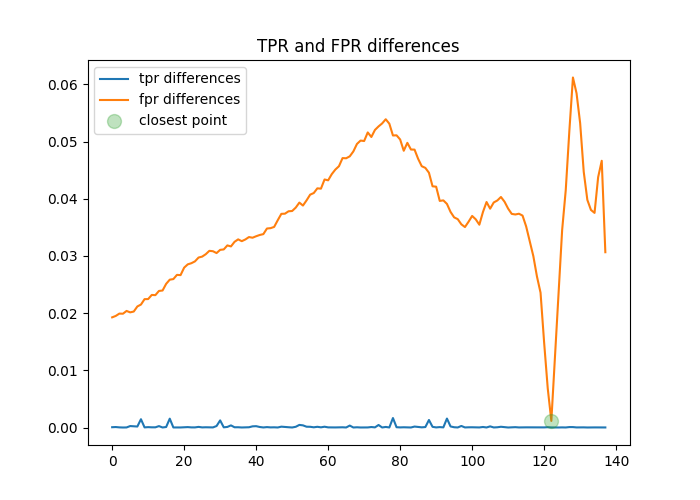 TPR and FPR differences
tpr differences
fpr differences
closest point
0.06
0.05
0.04
0.03
0.02
0.01
0.00
0 20 40 60 80 100 120 140